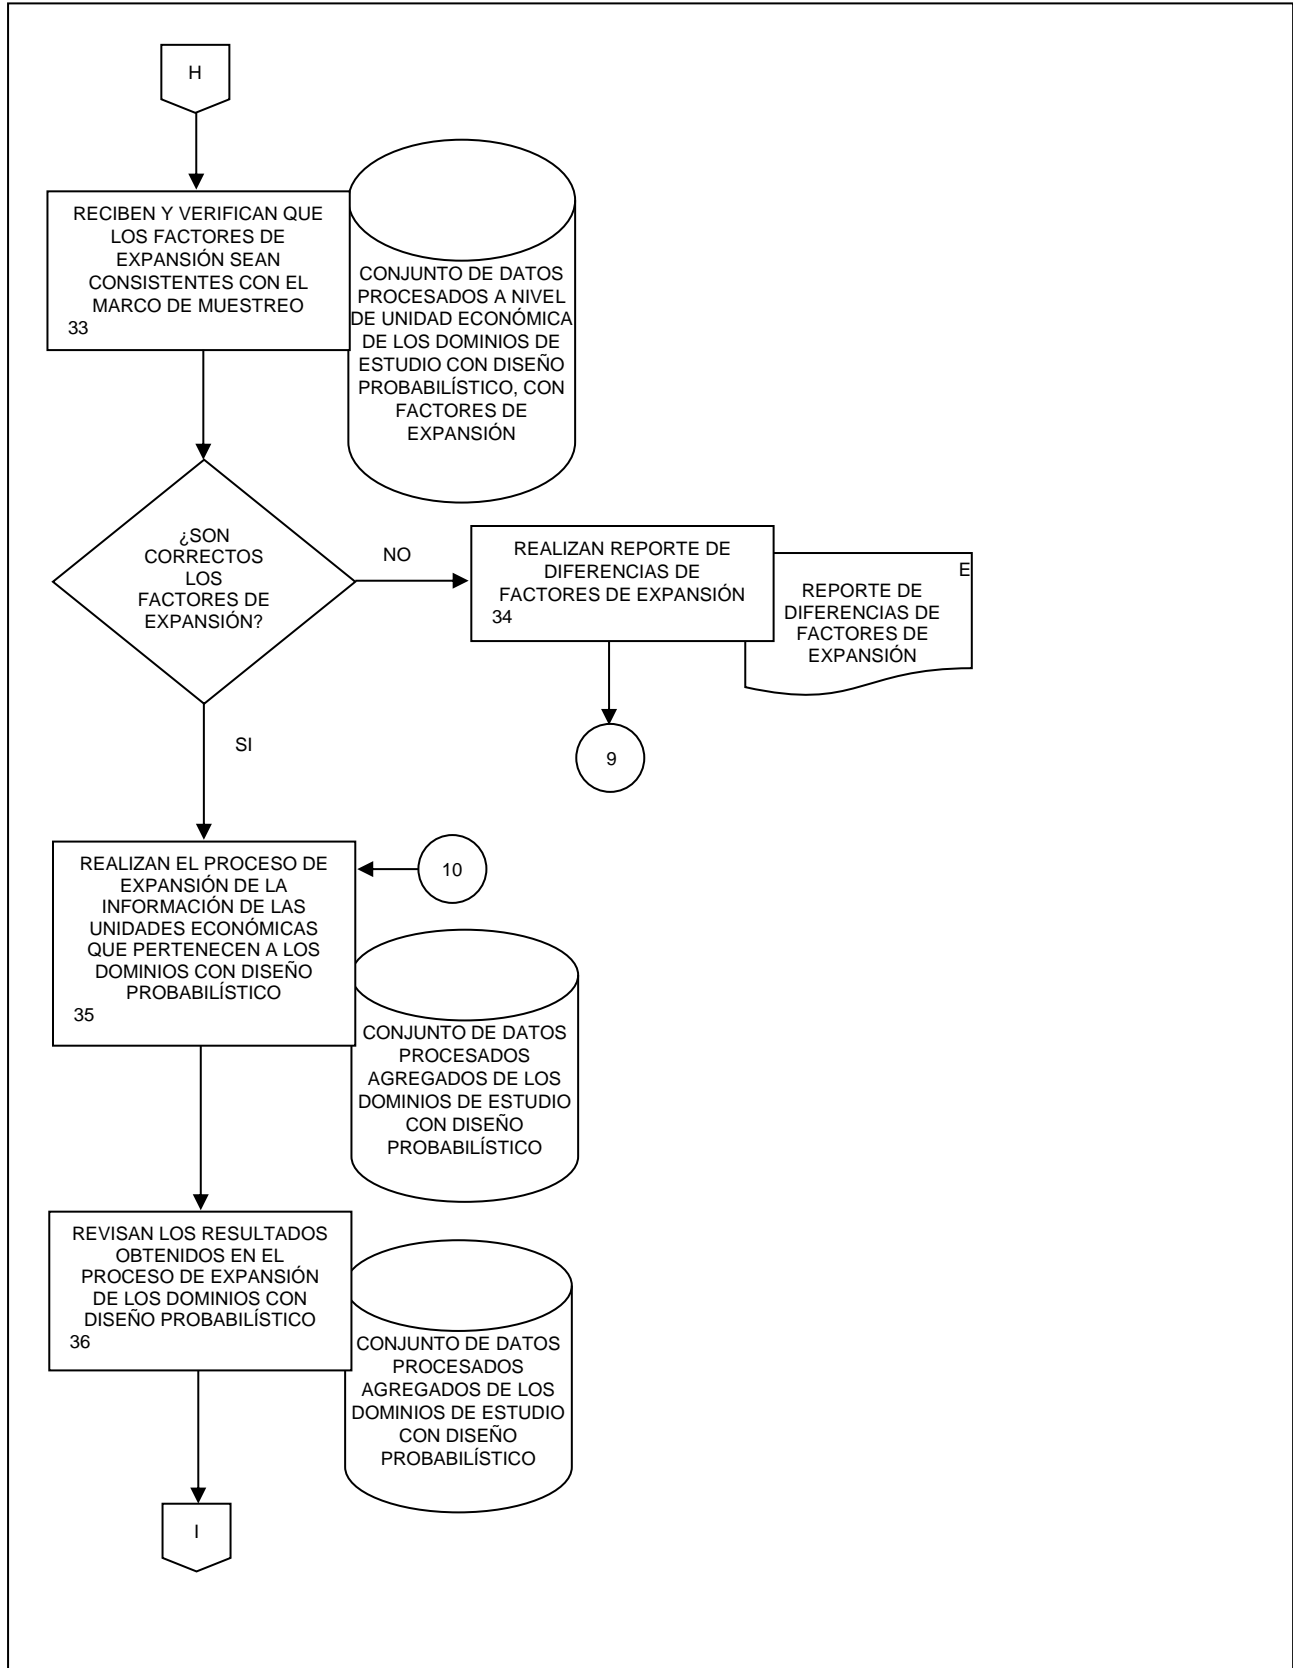 H
RECIBEN Y VERIFICAN QUE
LOS FACTORES DE
EXPANSIÓN SEAN
CONSISTENTES CON EL
MARCO DE MUESTREO
33
CONJUNTO DE DATOS
PROCESADOS A NIVEL
DE UNIDAD ECONÓMICA
DE LOS DOMINIOS DE
ESTUDIO CON DISEÑO
PROBABILÍSTICO, CON
FACTORES DE
EXPANSIÓN
¿SON
CORRECTOS
LOS
FACTORES DE
EXPANSIÓN?
NO
REALIZAN REPORTE DE
DIFERENCIAS DE
FACTORES DE EXPANSIÓN
34
E
REPORTE DE
DIFERENCIAS DE
FACTORES DE
EXPANSIÓN
9
SI
REALIZAN EL PROCESO DE
EXPANSIÓN DE LA
INFORMACIÓN DE LAS
UNIDADES ECONÓMICAS
QUE PERTENECEN A LOS
DOMINIOS CON DISEÑO
PROBABILÍSTICO
35
10
CONJUNTO DE DATOS
PROCESADOS
AGREGADOS DE LOS
DOMINIOS DE ESTUDIO
CON DISEÑO
PROBABILÍSTICO
REVISAN LOS RESULTADOS
OBTENIDOS EN EL
PROCESO DE EXPANSIÓN
DE LOS DOMINIOS CON
DISEÑO PROBABILÍSTICO
36
CONJUNTO DE DATOS
PROCESADOS
AGREGADOS DE LOS
DOMINIOS DE ESTUDIO
CON DISEÑO
PROBABILÍSTICO
I